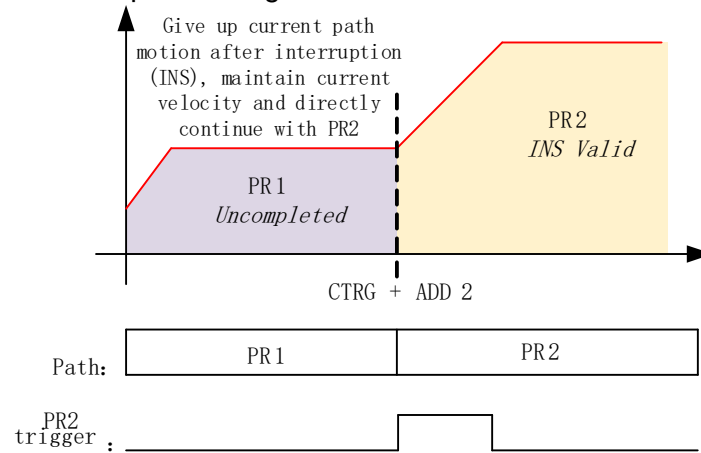 Give up current path
motion after interruption
(INS), maintain current
velocity and directly
continue with PR2
PR1
Uncompleted
PR2
INS Valid
CTRG + ADD 2
Path:
PR1
PR2
PR2
trigger :